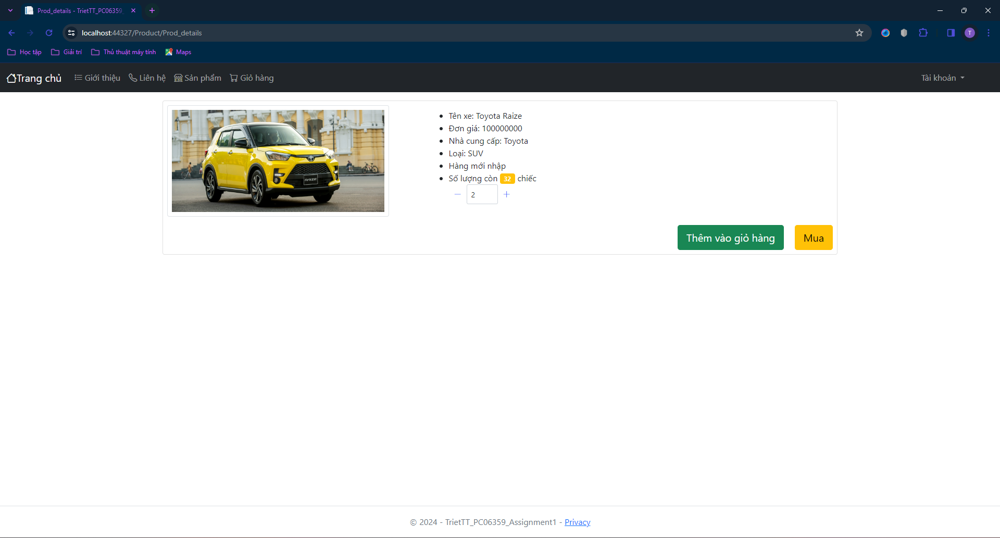 Prod_details - TrietTT_PC06359_
localhost:44327/Product/Prod_details
T
Học tập Giải trí Thủ thuật máy tính Maps
Trang chủ Giới thiệu Liên hệ Sản phẩm Giỏ hàng Tài khoản
Tên xe: Toyota Raize
Đơn giá: 100000000
Nhà cung cấp: Toyota
Loại: SUV
Hàng mới nhập
Số lượng còn 32 chiếc
2
RAIZE
Thêm vào giỏ hàng Mua
© 2024 - TrietTT_PC06359_Assignment1 - Privacy